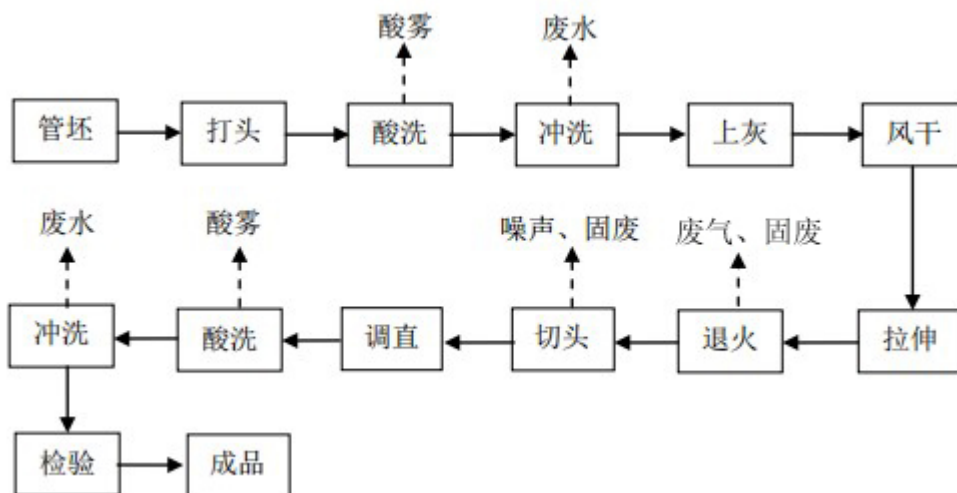 酸雾 废水
管坯 打头 酸洗 冲洗 上灰 风干
废水 酸雾 噪声、固废 废气、固废
冲洗 酸洗 调直 切头 退火 拉伸
检验 成品